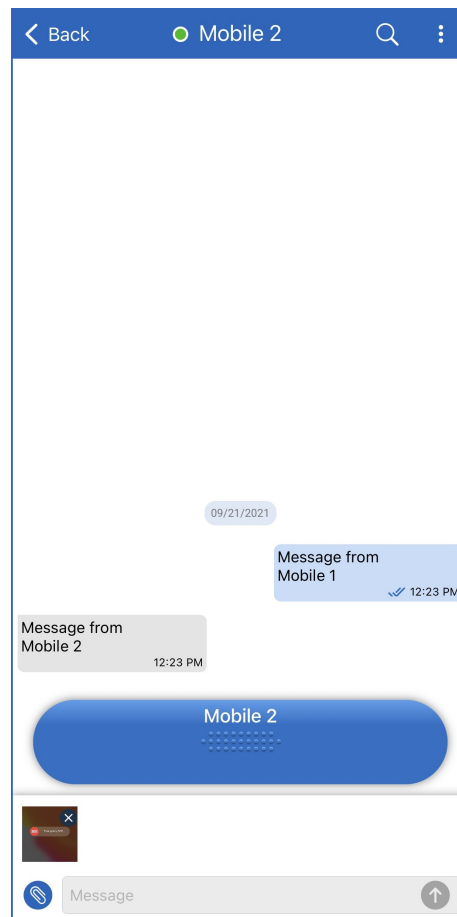 Back
Mobile 2
09/21/2021
Message from
Mobile 1
12:23 PM
Message from
Mobile 2
12:23 PM
Mobile 2
Message